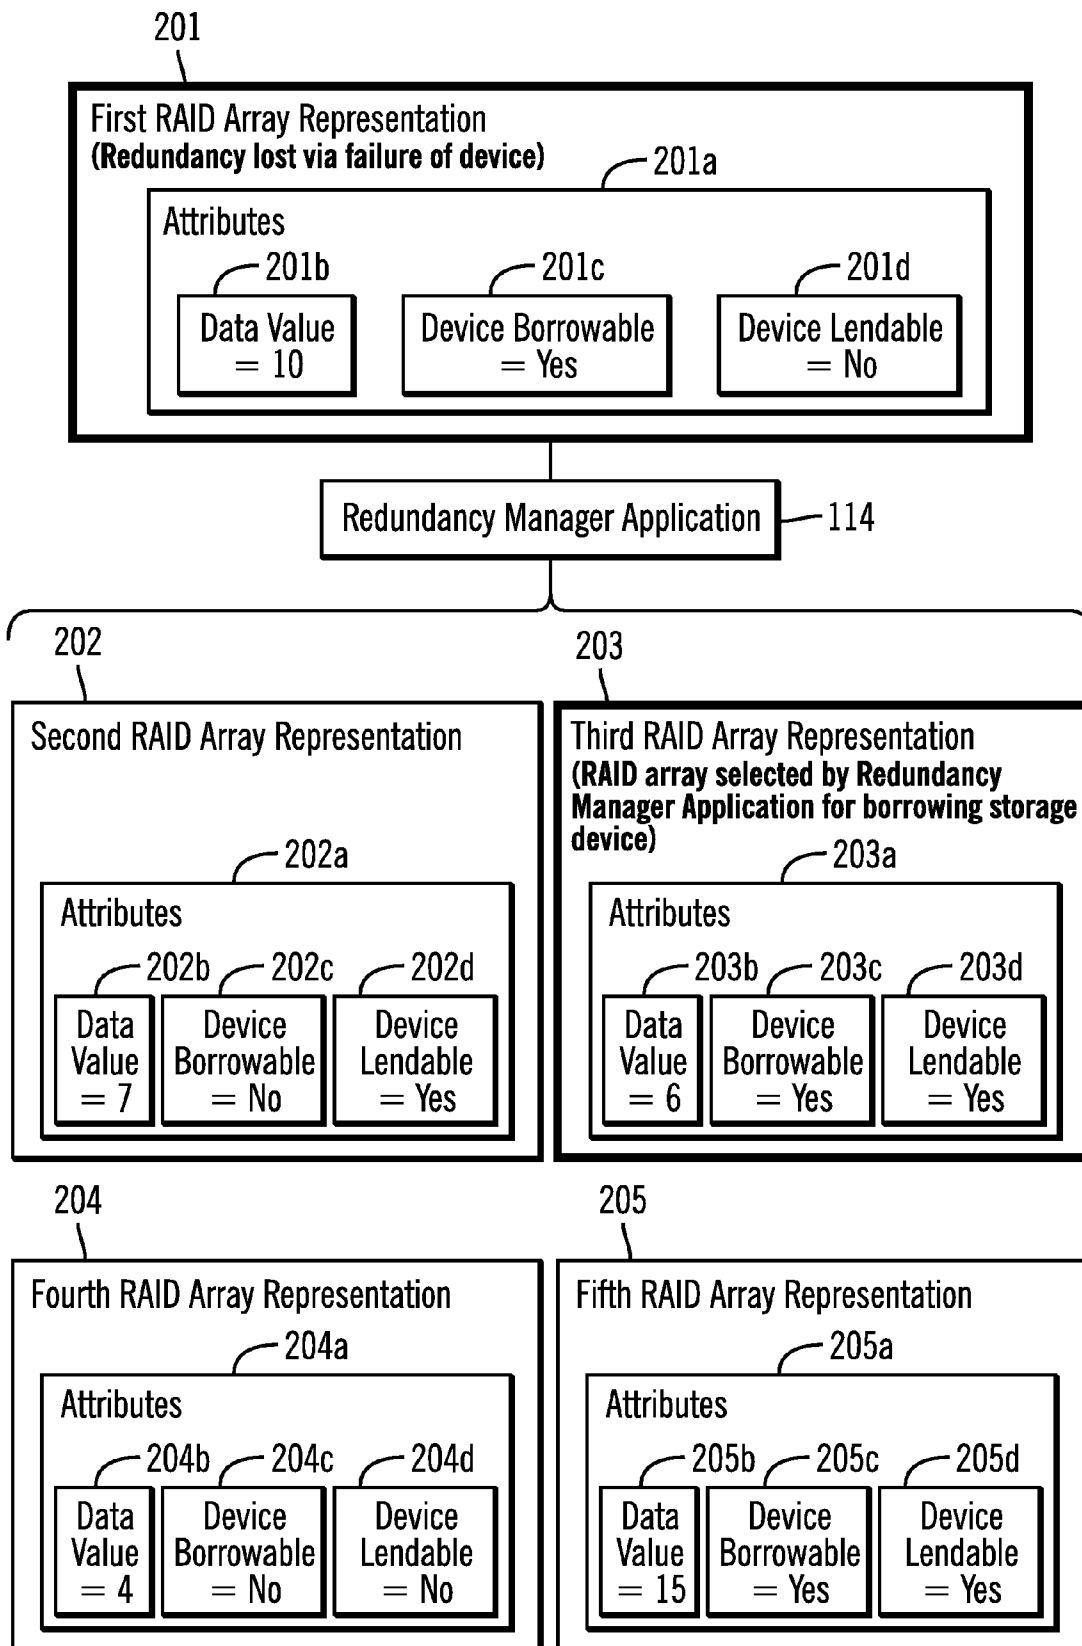 201
First RAID Array Representation
(Redundancy lost via failure of device)
201a
Attributes
201b
201c
201d
Data Value
= 10
Device Borrowable
= Yes
Device Lendable
= No
Redundancy Manager Application
114
202
203
Second RAID Array Representation
202a
Attributes
202b
202c
202d
Data
Value
= 7
Device
Borrowable
= No
Device
Lendable
= Yes
Third RAID Array Representation
(RAID array selected by Redundancy
Manager Application for borrowing storage
device)
203a
Attributes
203b
203c
203d
Data
Value
= 6
Device
Borrowable
= Yes
Device
Lendable
= Yes
204
205
Fourth RAID Array Representation
204a
Attributes
204b
204c
204d
Data
Value
= 4
Device
Borrowable
= No
Device
Lendable
= No
Fifth RAID Array Representation
205a
Attributes
205b
205c
205d
Data
Value
= 15
Device
Borrowable
= Yes
Device
Lendable
= Yes